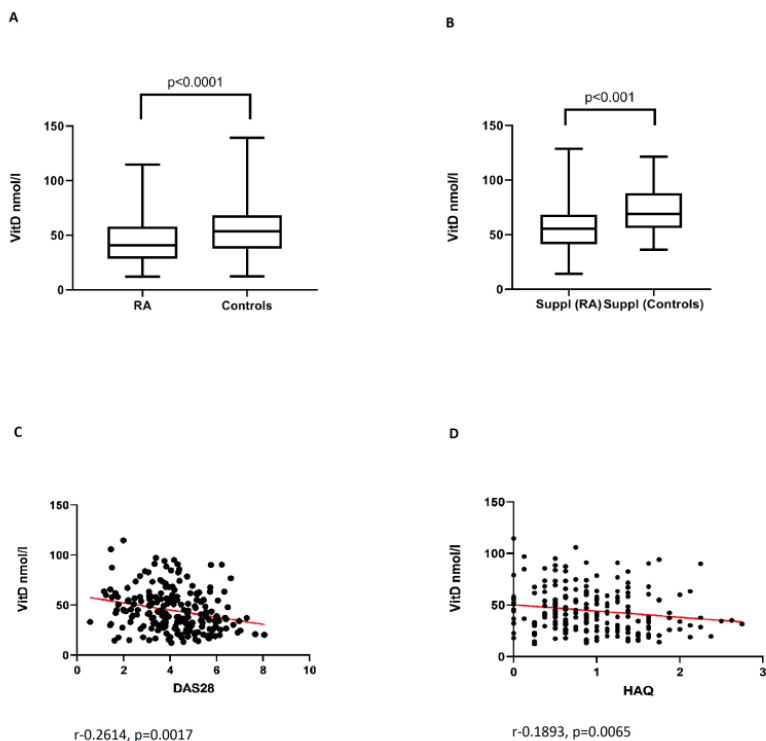 A
p<0.0001
VitD nmol/l
150
100
50
0
RA Controls
B
p<0.001
VitD nmol/l
150
100
50
0
Suppl (RA) Suppl (Controls)
C
VitD nmol/l
150
100
50
0
0 2 4 6 8 10
DAS28
r-0.2614, p=0.0017
D
VitD nmol/l
150
100
50
0
0 1 2 3
HAQ
r-0.1893, p=0.0065